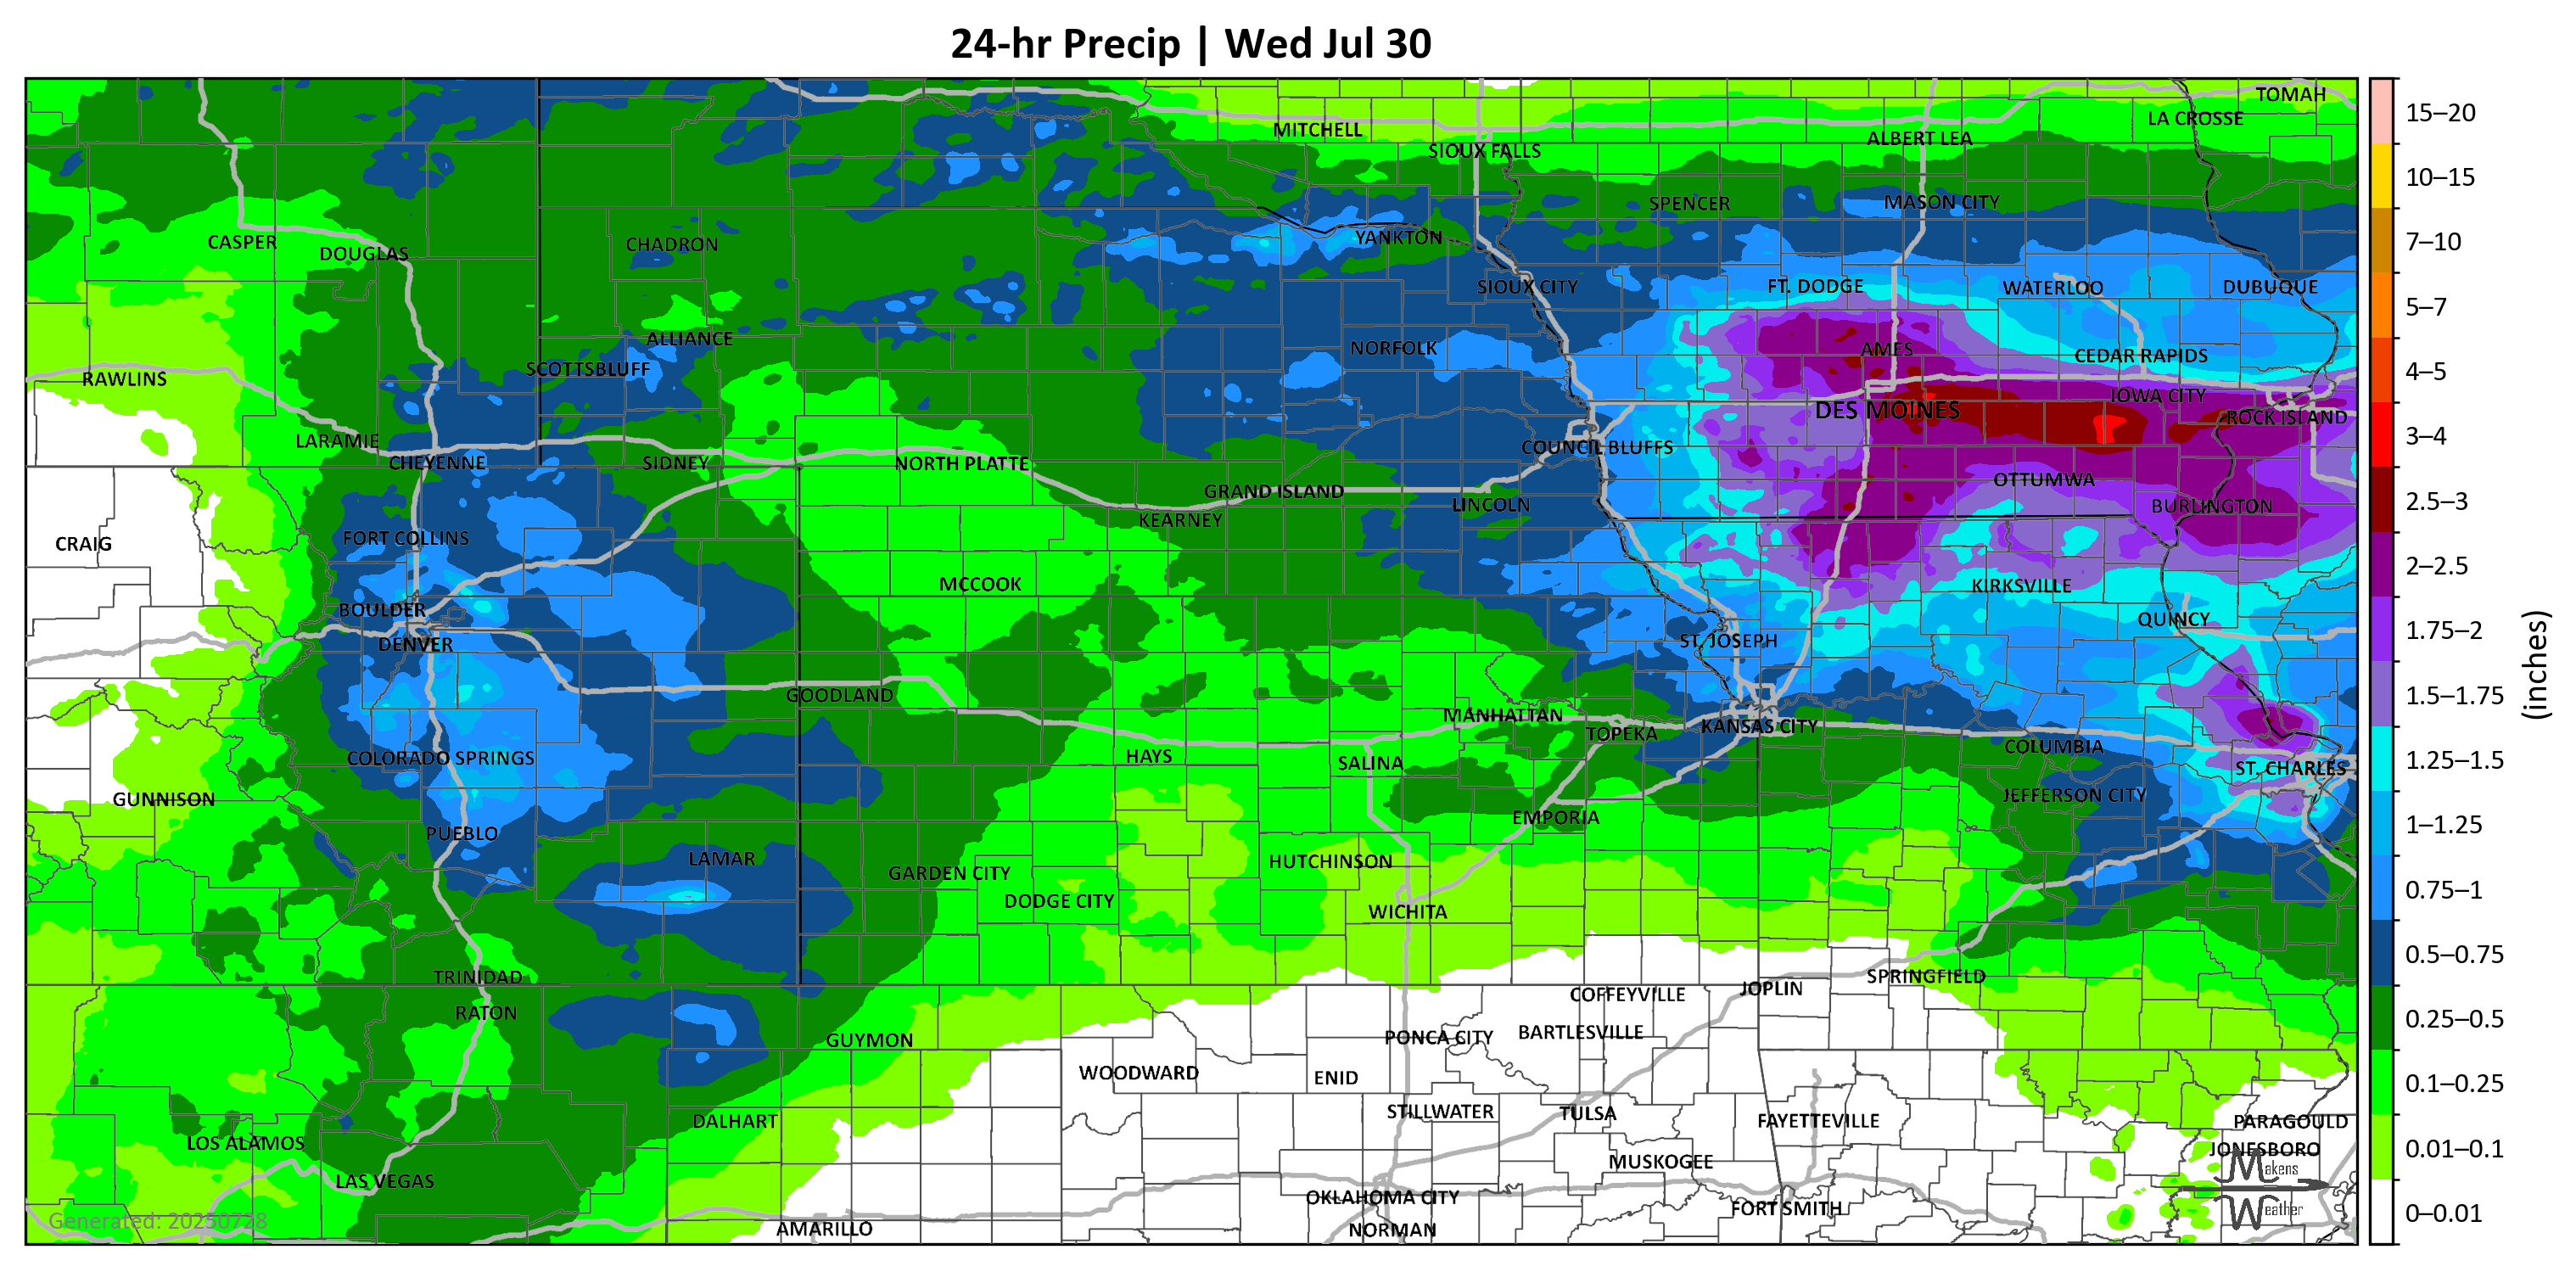 24-hr Precip | Wed Jul 30
TOMAH
LA CROSSE
MITCHELL
ALBERT LEA
SIOUX FALLS
SPENCER
MASON CITY
CASPER
DOUGLAS
CHADRON
YANKTON
SIOUX CITY
FT. DODGE
WATERLOO
DUBUQUE
ALLIANCE
NORFOLK
AMES
CEDAR RAPIDS
SCOTTSBLUFF
RAWLINS
IOWA CITY
DES MOINES
ROCK ISLAND
LARAMIE
COUNCIL BLUFFS
CHEYENNE
SIDNEY
NORTH PLATTE
OTTUMWA
GRAND ISLAND
LINCOLN
BURLINGTON
KEARNEY
FORT COLLINS
CRAIG
MCCOOK
KIRKSVILLE
BOULDER
QUINCY
DENVER
ST. JOSEPH
GOODLAND
MANHATTAN
KANSAS CITY
TOPEKA
COLUMBIA
COLORADO SPRINGS
HAYS
SALINA
ST. CHARLES
GUNNISON
JEFFERSON CITY
EMPORIA
PUEBLO
LAMAR
HUTCHINSON
GARDEN CITY
DODGE CITY
WICHITA
TRINIDAD
SPRINGFIELD
JOPLIN
COFFEYVILLE
RATON
BARTLESVILLE
PONCA CITY
GUYMON
WOODWARD
ENID
STILLWATER
TULSA
FAYETTEVILLE
PARAGOULD
DALHART
LOS ALAMOS
JONESBORO
MUSKOGEE
LAS VEGAS
OKLAHOMA CITY
FORT SMITH
AMARILLO
NORMAN
Makens
Weather
Generated: 20250728
15–20
10–15
7–10
5–7
4–5
3–4
2.5–3
2–2.5
1.75–2
1.5–1.75
1.25–1.5
1–1.25
0.75–1
0.5–0.75
0.25–0.5
0.1–0.25
0.01–0.1
0–0.01
(inches)